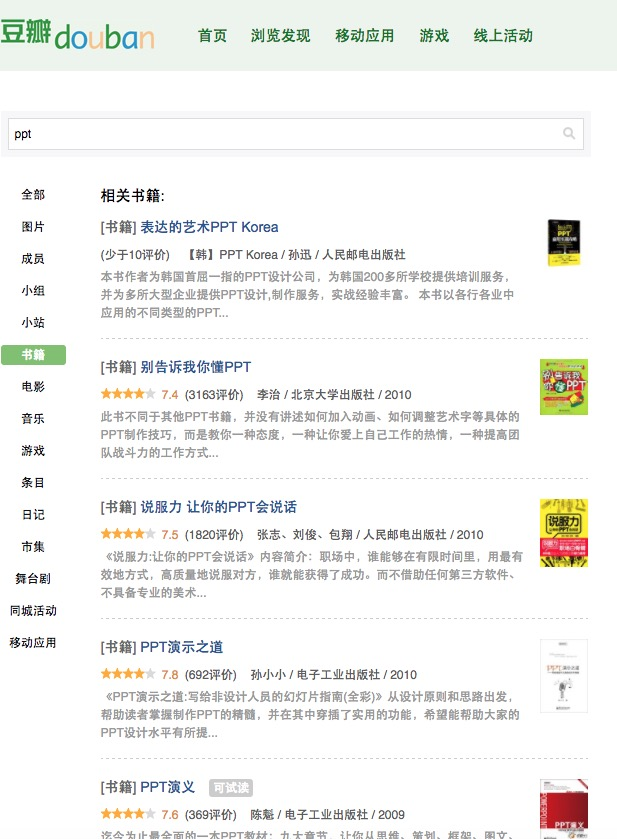 豆瓣douban
首页 浏览发现 移动应用 游戏 线上活动
ppt
全部
图片
成员
小组
小站
书籍
电影
音乐
游戏
条目
日记
市集
舞台剧
同城活动
移动应用
相关书籍:
[书籍] 表达的艺术PPT Korea
(少于10评价) 【韩】PPT Korea / 孙迅 / 人民邮电出版社
本书作者为韩国首屈一指的PPT设计公司，为韩国200多所学校提供培训服务，
并为多所大型企业提供PPT设计,制作服务，实战经验丰富。 本书以各行各业中
应用的不同类型的PPT...
[书籍] 别告诉我你懂PPT
7.4 (3163评价) 李治 / 北京大学出版社 / 2010
此书不同于其他PPT书籍，并没有讲述如何加入动画、如何调整艺术字等具体的
PPT制作技巧，而是教你一种态度，一种让你爱上自己工作的热情，一种提高团
队战斗力的工作方式...
别告诉我
你懂PPT
[书籍] 说服力 让你的PPT会说话
7.5 (1820评价) 张志、刘俊、包翔 / 人民邮电出版社 / 2010
《说服力:让你的PPT会说话》内容简介：职场中，谁能够在有限时间里，用最有
效地方式，高质量地说服对方，谁就能获得了成功。而不借助任何第三方软件、
不具备专业的美术...
说服力
[书籍] PPT演示之道
7.8 (692评价) 孙小小 / 电子工业出版社 / 2010
《PPT演示之道:写给非设计人员的幻灯片指南(全彩)》从设计原则和思路出发，
帮助读者掌握制作PPT的精髓，并在其中穿插了实用的功能，希望能帮助大家的
PPT设计水平有所提...
[书籍] PPT演义 可试读
7.6 (369评价) 陈魁 / 电子工业出版社 / 2009
迄今为止最全面的一本PPT教材：九大章节，让你从思维、策划、框架、图文、
PPT演义